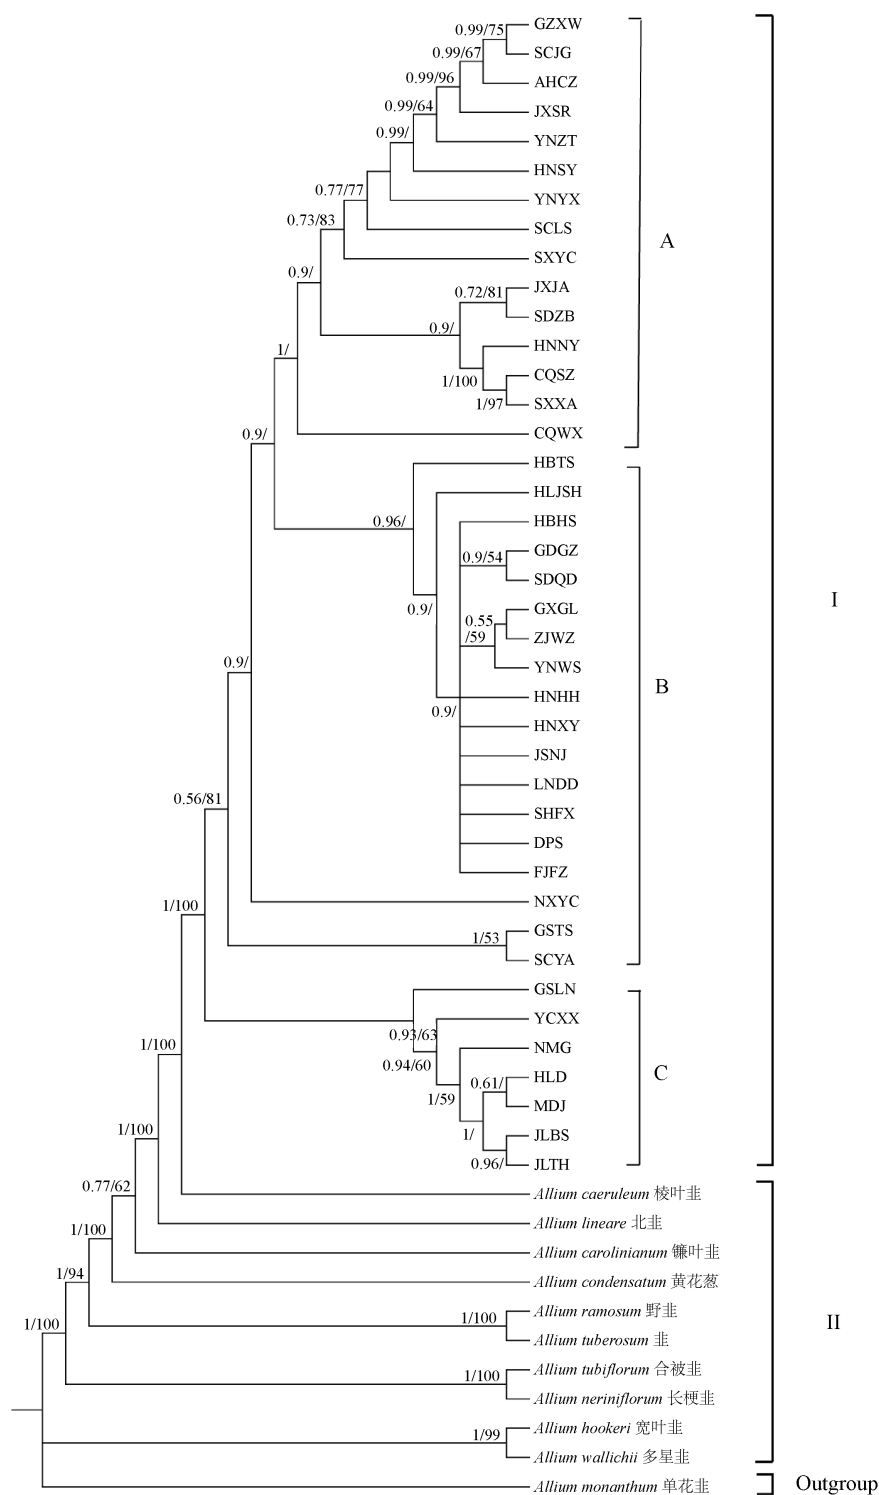 0.99/75
GZXW
SCJG
0.99/67
AHCZ
0.99/96
JXSR
0.99/64
YNZT
0.99/
HNSY
0.77/77
YNYX
0.73/83
SCLS
A
SXYC
0.9/
JXJA
0.72/81
SDZB
0.9/
HNNY
1/
CQSZ
1/100
SXXA
1/97
CQWX
0.9/
HBTS
HLJSH
0.96/
HBHS
GDGZ
0.9/54
SDQD
I
0.9/
GXGL
0.55
/59
ZJWZ
0.9/
YNWS
B
HNHH
0.9/
HNXY
JSNJ
LNDD
0.56/81
SHFX
DPS
FJFZ
NXYC
1/100
GSTS
1/53
SCYA
GSLN
YCXX
0.93/63
1/100
NMG
0.94/60
C
HLD
0.61/
1/59
MDJ
1/100
1/
JLBS
0.96/
JLTH
0.77/62
Allium caeruleum 棱叶韭
1/100
Allium lineare 北韭
Allium carolinianum 镰叶韭
1/94
Allium condensatum 黄花葱
1/100
Allium ramosum 野韭
1/100
II
Allium tuberosum 韭
Allium tubiflorum 合被韭
1/100
Allium neriniflorum 长梗韭
Allium hookeri 宽叶韭
1/99
Allium wallichii 多星韭
Allium monanthum 单花韭
Outgroup